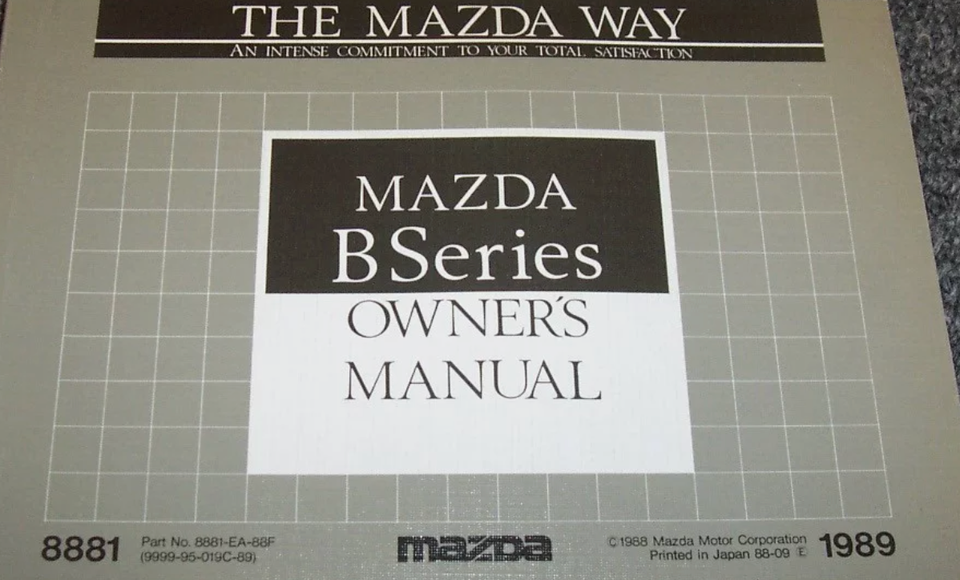 THE MAZDA WAY
AN INTENSE COMMITMENT TO YOUR TOTAL SATISFACTION
MAZDA
B Series
OWNER'S
MANUAL
8881
Part No. 8881-EA-88F
(9999-95-019C-89)
mazda
©1988 Mazda Motor Corporation
Printed in Japan 88-09 Ⓔ
1989